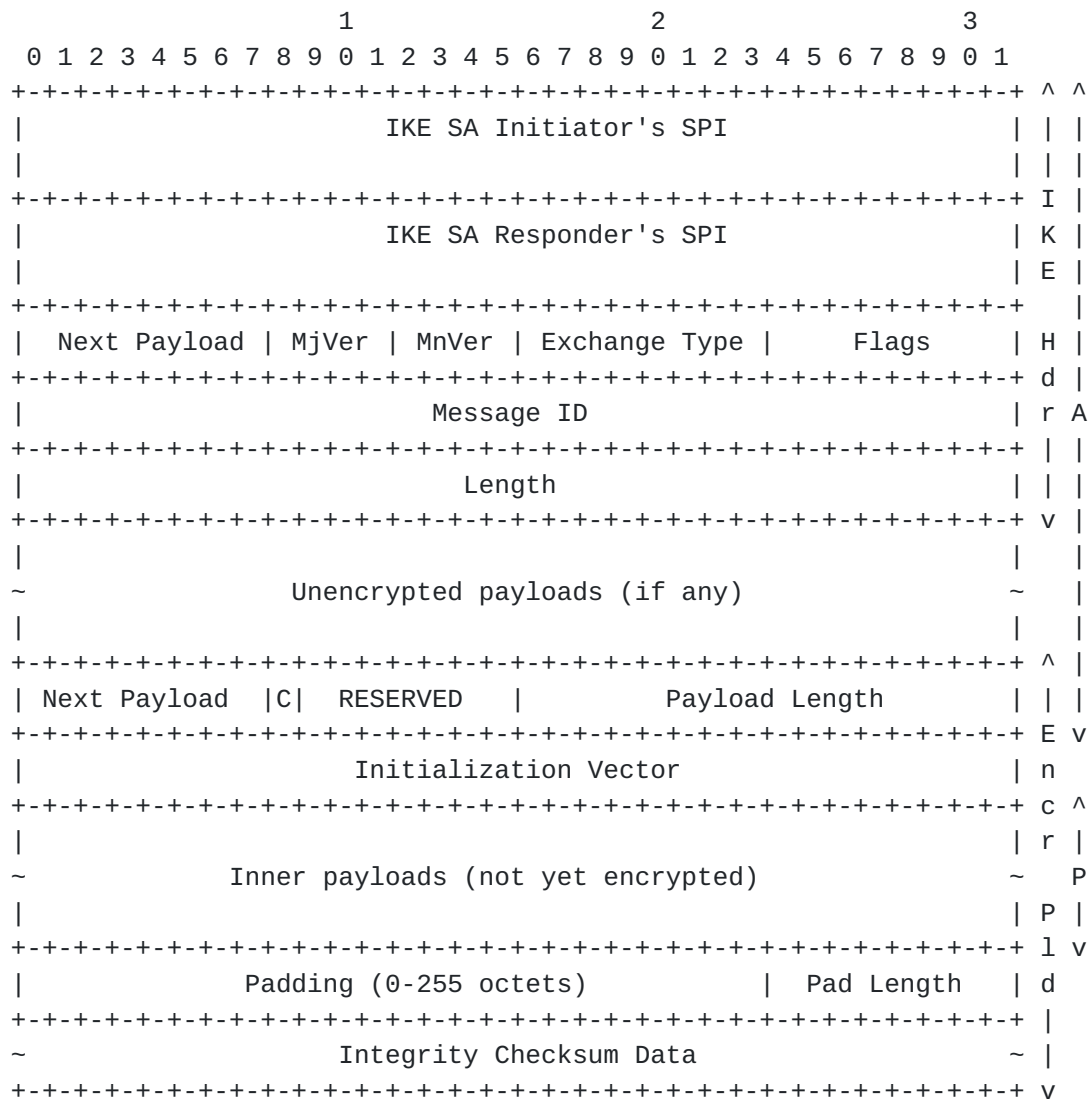 1                   2                   3
 0 1 2 3 4 5 6 7 8 9 0 1 2 3 4 5 6 7 8 9 0 1 2 3 4 5 6 7 8 9 0 1
+-+-+-+-+-+-+-+-+-+-+-+-+-+-+-+-+-+-+-+-+-+-+-+-+-+-+-+-+-+-+-+-+ ^ ^
|                       IKE SA Initiator's SPI                  | | |
|                                                               | | |
+-+-+-+-+-+-+-+-+-+-+-+-+-+-+-+-+-+-+-+-+-+-+-+-+-+-+-+-+-+-+-+-+ I |
|                       IKE SA Responder's SPI                  | K |
|                                                               | E |
+-+-+-+-+-+-+-+-+-+-+-+-+-+-+-+-+-+-+-+-+-+-+-+-+-+-+-+-+-+-+-+-+   |
|  Next Payload | MjVer | MnVer | Exchange Type |     Flags     | H |
+-+-+-+-+-+-+-+-+-+-+-+-+-+-+-+-+-+-+-+-+-+-+-+-+-+-+-+-+-+-+-+-+ d |
|                          Message ID                           | r A
+-+-+-+-+-+-+-+-+-+-+-+-+-+-+-+-+-+-+-+-+-+-+-+-+-+-+-+-+-+-+-+-+ | |
|                            Length                             | | |
+-+-+-+-+-+-+-+-+-+-+-+-+-+-+-+-+-+-+-+-+-+-+-+-+-+-+-+-+-+-+-+-+ v |
|                                                               |   |
~                 Unencrypted payloads (if any)                 ~   |
|                                                               |   |
+-+-+-+-+-+-+-+-+-+-+-+-+-+-+-+-+-+-+-+-+-+-+-+-+-+-+-+-+-+-+-+-+ ^ |
| Next Payload  |C|  RESERVED   |         Payload Length        | | |
+-+-+-+-+-+-+-+-+-+-+-+-+-+-+-+-+-+-+-+-+-+-+-+-+-+-+-+-+-+-+-+-+ E v
|                     Initialization Vector                     | n
+-+-+-+-+-+-+-+-+-+-+-+-+-+-+-+-+-+-+-+-+-+-+-+-+-+-+-+-+-+-+-+-+ c ^
|                                                               | r |
~             Inner payloads (not yet encrypted)                ~   P
|                                                               | P |
+-+-+-+-+-+-+-+-+-+-+-+-+-+-+-+-+-+-+-+-+-+-+-+-+-+-+-+-+-+-+-+-+ l v
|              Padding (0-255 octets)           |  Pad Length   | d
+-+-+-+-+-+-+-+-+-+-+-+-+-+-+-+-+-+-+-+-+-+-+-+-+-+-+-+-+-+-+-+-+ |
~                    Integrity Checksum Data                    ~ |
+-+-+-+-+-+-+-+-+-+-+-+-+-+-+-+-+-+-+-+-+-+-+-+-+-+-+-+-+-+-+-+-+ v